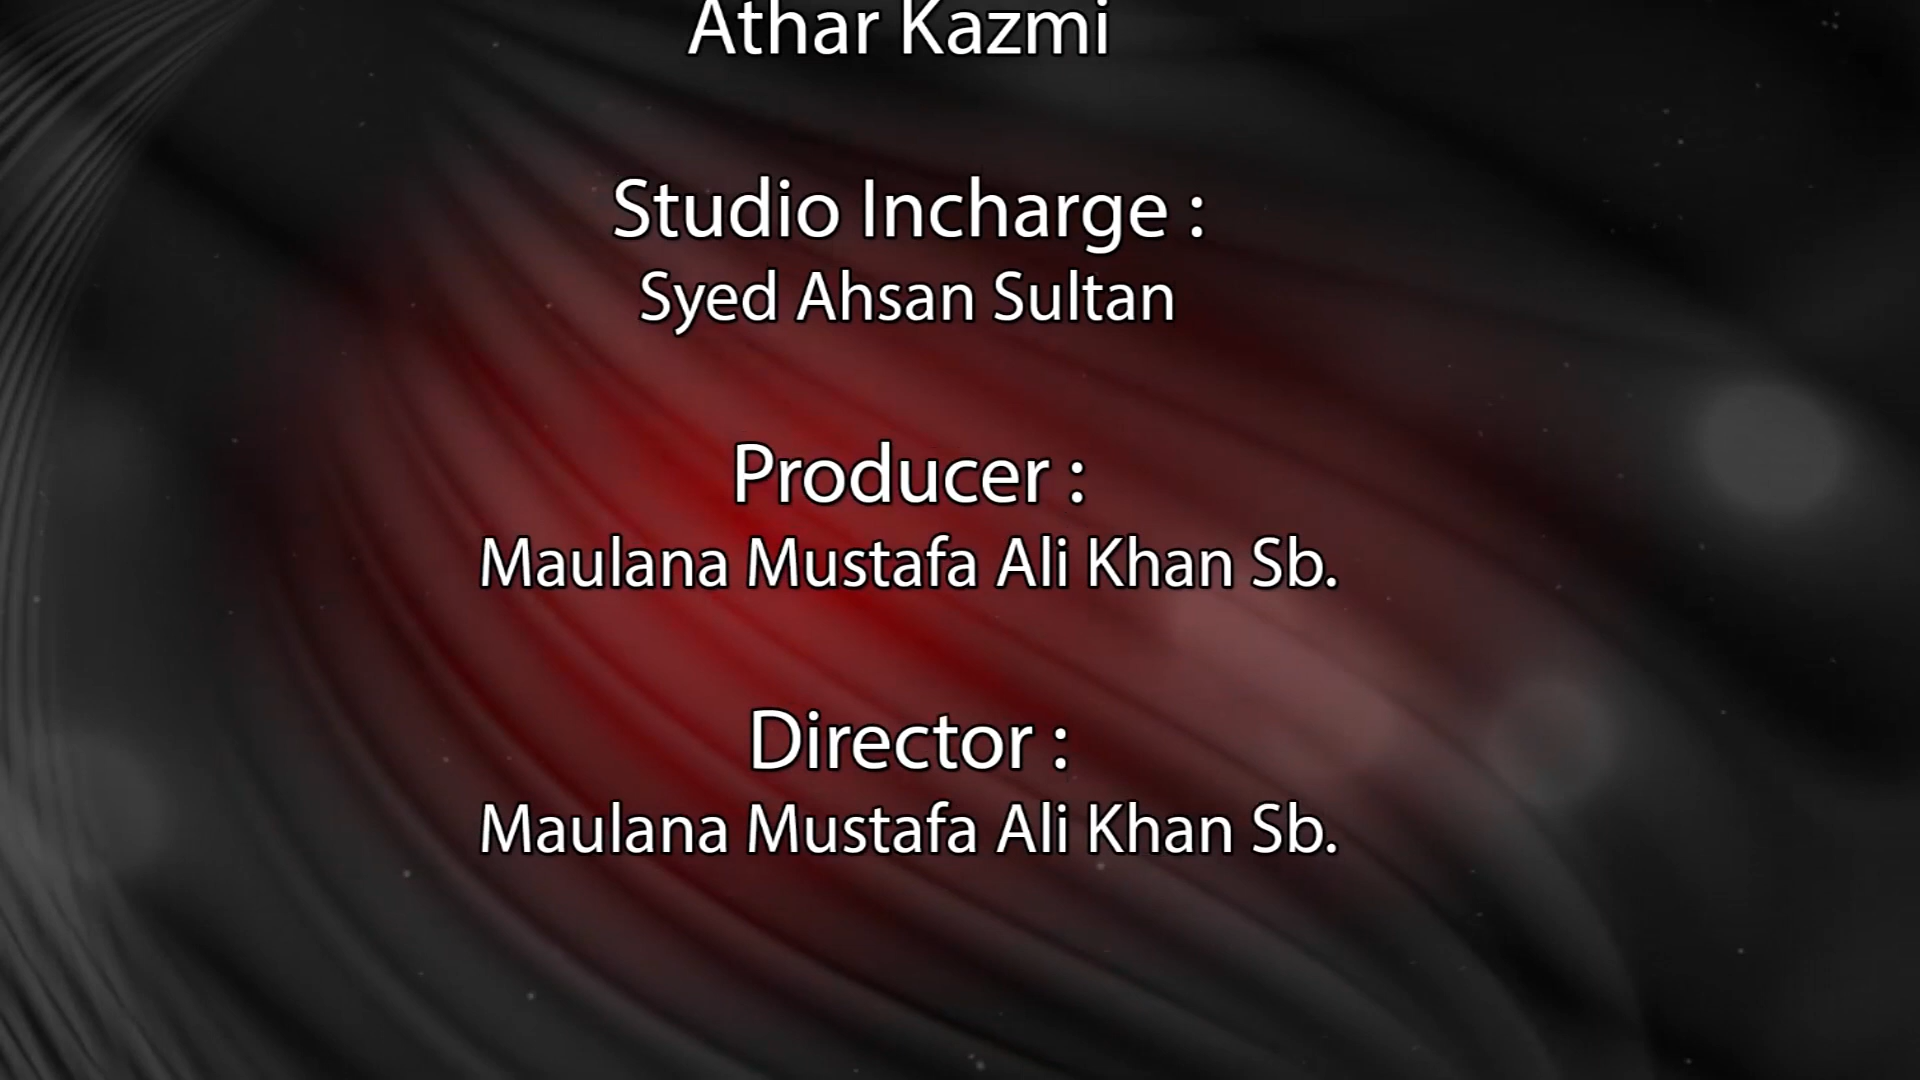 Athar Kazmi
Studio Incharge :
Syed Ahsan Sultan
Producer :
Maulana Mustafa Ali Khan Sb.
Director :
Maulana Mustafa Ali Khan Sb.